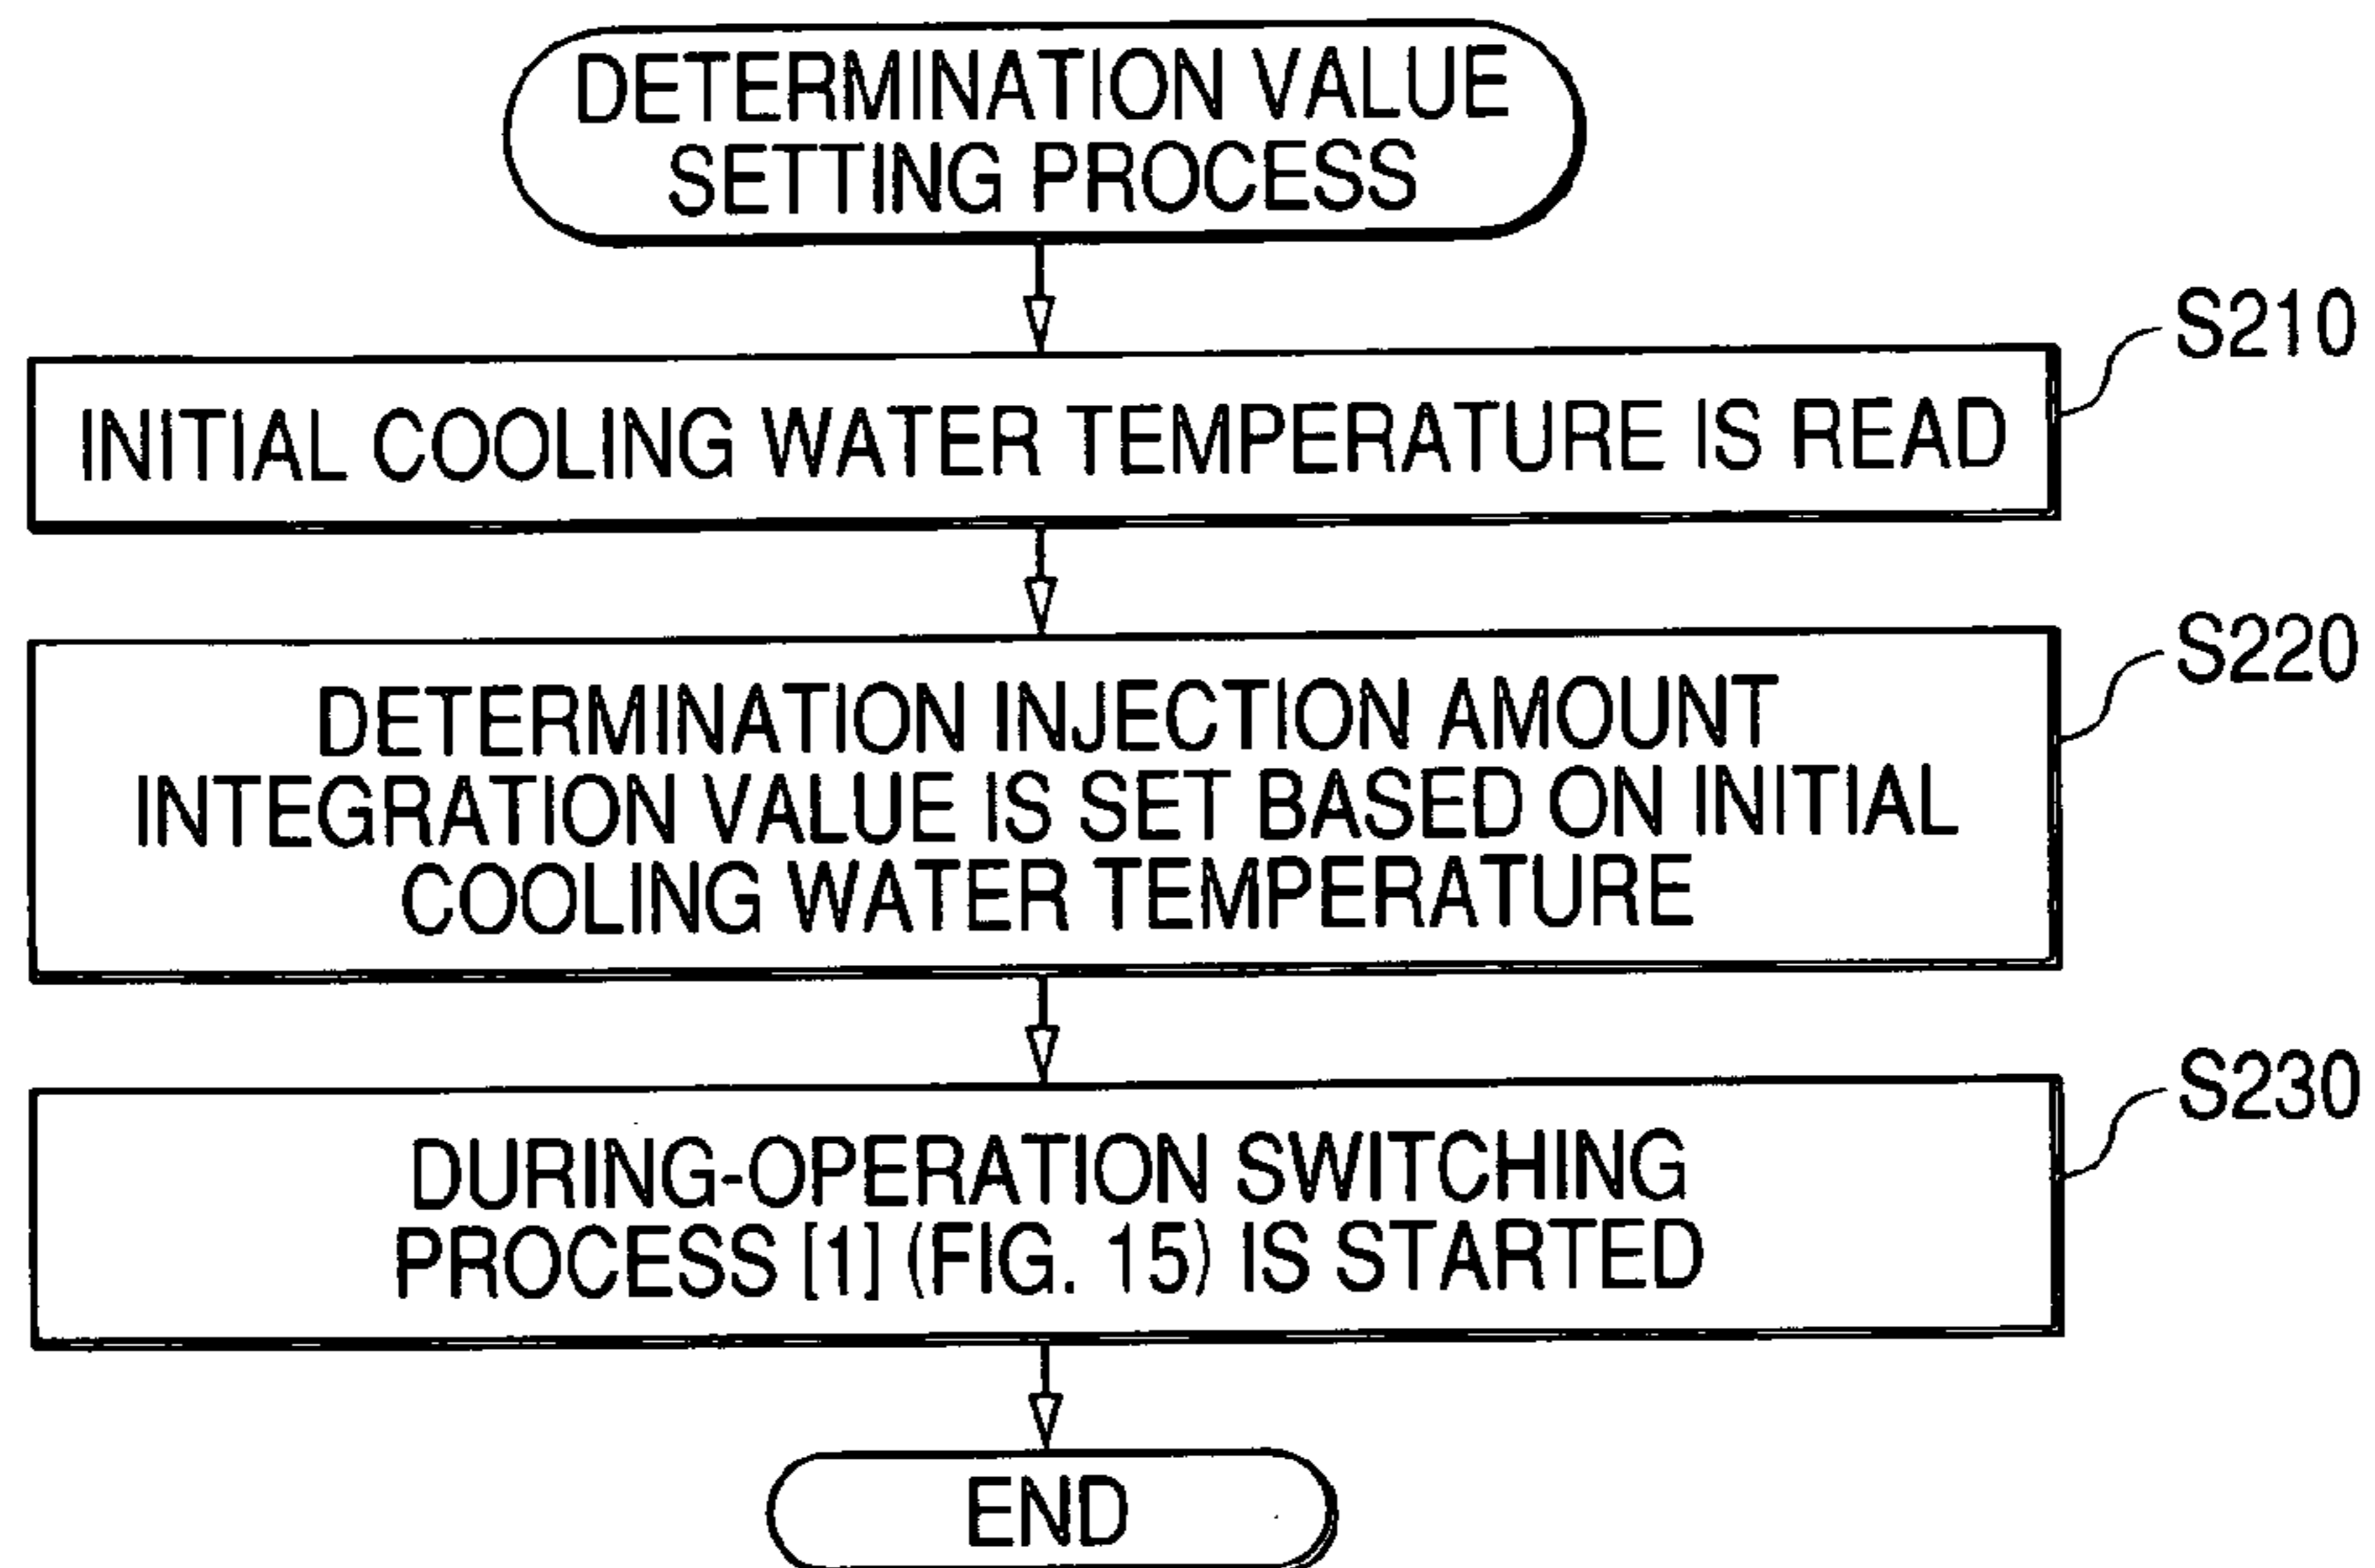 DETERMINATION VALUE
SETTING PROCESS
S210
INITIAL COOLING WATER TEMPERATURE IS READ
S220
DETERMINATION INJECTION AMOUNT
INTEGRATION VALUE IS SET BASED ON INITIAL
COOLING WATER TEMPERATURE
S230
DURING-OPERATION SWITCHING
PROCESS [1] (FIG. 15) IS STARTED
END